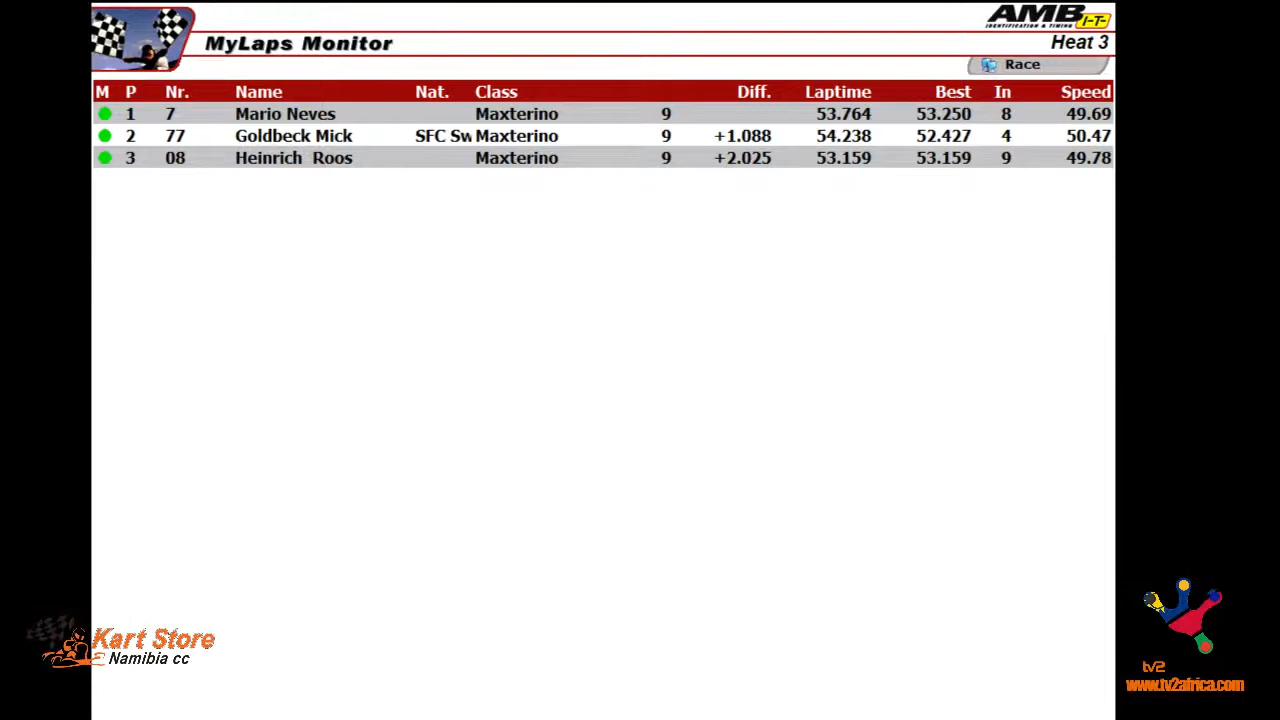 AMB I-T-
IDENTIFICATION & TIMING
MyLaps Monitor
Heat 3
Race
M P Nr. Name Nat. Class Diff. Laptime Best In Speed
1 7 Mario Neves Maxterino 9 53.764 53.250 8 49.69
2 77 Goldbeck Mick SFC Sw Maxterino 9 +1.088 54.238 52.427 4 50.47
3 08 Heinrich Roos Maxterino 9 +2.025 53.159 53.159 9 49.78
Kart Store
Namibia cc
tv2
www.tv2africa.com